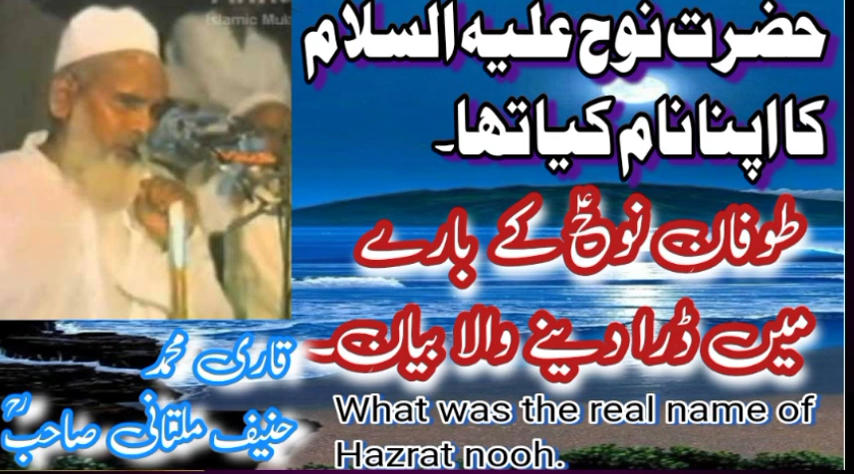 Islamic
حضرت نوح علیہ السلام
کا اپنا نام کیا تھا۔
طوفانِ نوحؑ کے بارے
میں ڈرا دینے والا بیان۔
قاری محمد
حنیف ملتانی صاحبؒ
What was the real name of
Hazrat nooh.